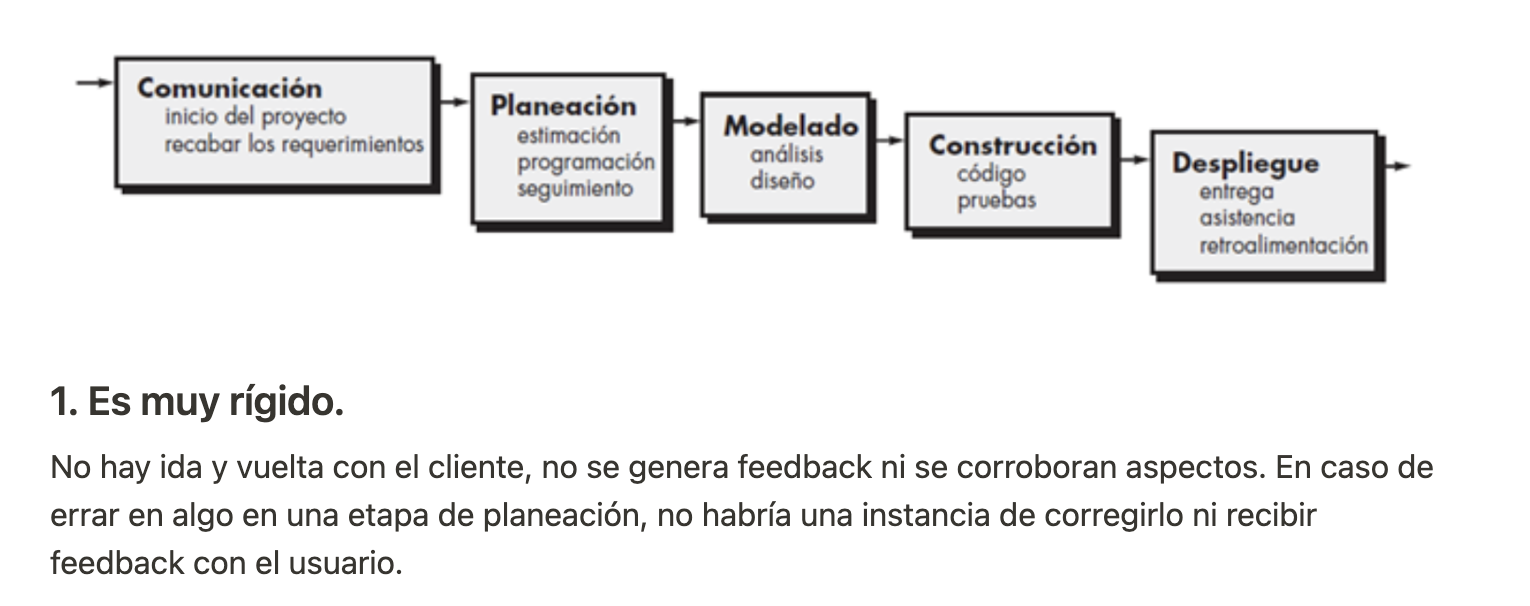 Comunicación
inicio del proyecto
recabar los requerimientos
Planeación
estimación
programación
seguimiento
Modelado
análisis
diseño
Construcción
código
pruebas
Despliegue
entrega
asistencia
retroalimentación
1. Es muy rígido.
No hay ida y vuelta con el cliente, no se genera feedback ni se corroboran aspectos. En caso de
errar en algo en una etapa de planeación, no habría una instancia de corregirlo ni recibir
feedback con el usuario.